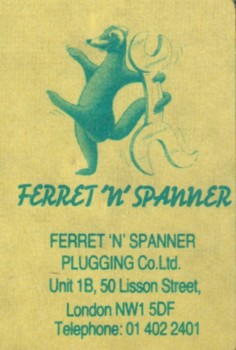 FERRET 'N' SPANNER
FERRET 'N' SPANNER
PLUGGING Co.Ltd.
Unit 1B, 50 Lisson Street,
London NW1 5DF
Telephone: 01 402 2401